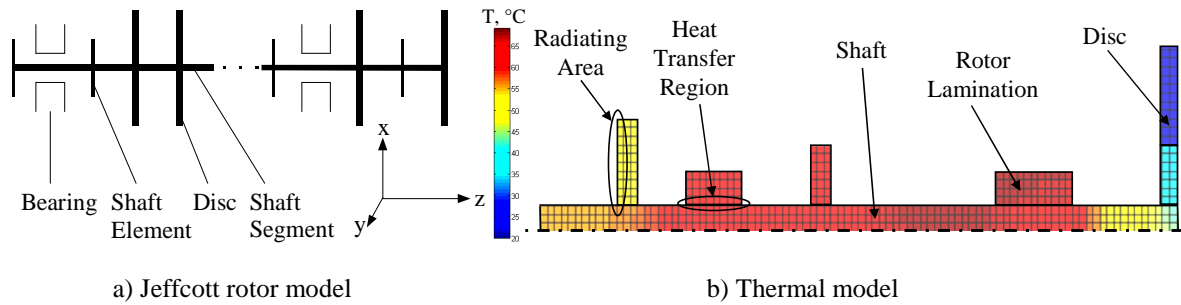 T, °C
65
60
55
50
45
40
35
30
25
20
Bearing
Shaft
Element
Disc
Shaft
Segment
x
y
z
Radiating
Area
Heat
Transfer
Region
Shaft
Rotor
Lamination
Disc
a) Jeffcott rotor model
b) Thermal model